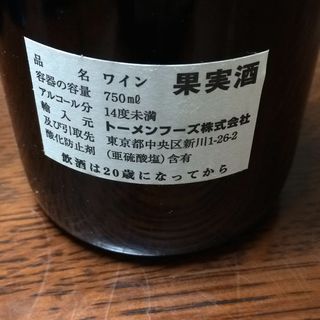 品名 ワイン 果実酒
容器の容量 750mℓ
アルコール分 14度未満
輸入元 トーメンフーズ株式会社
及び引取先 東京都中央区新川1-26-2
酸化防止剤 (亜硫酸塩)含有
飲酒は20歳になってから